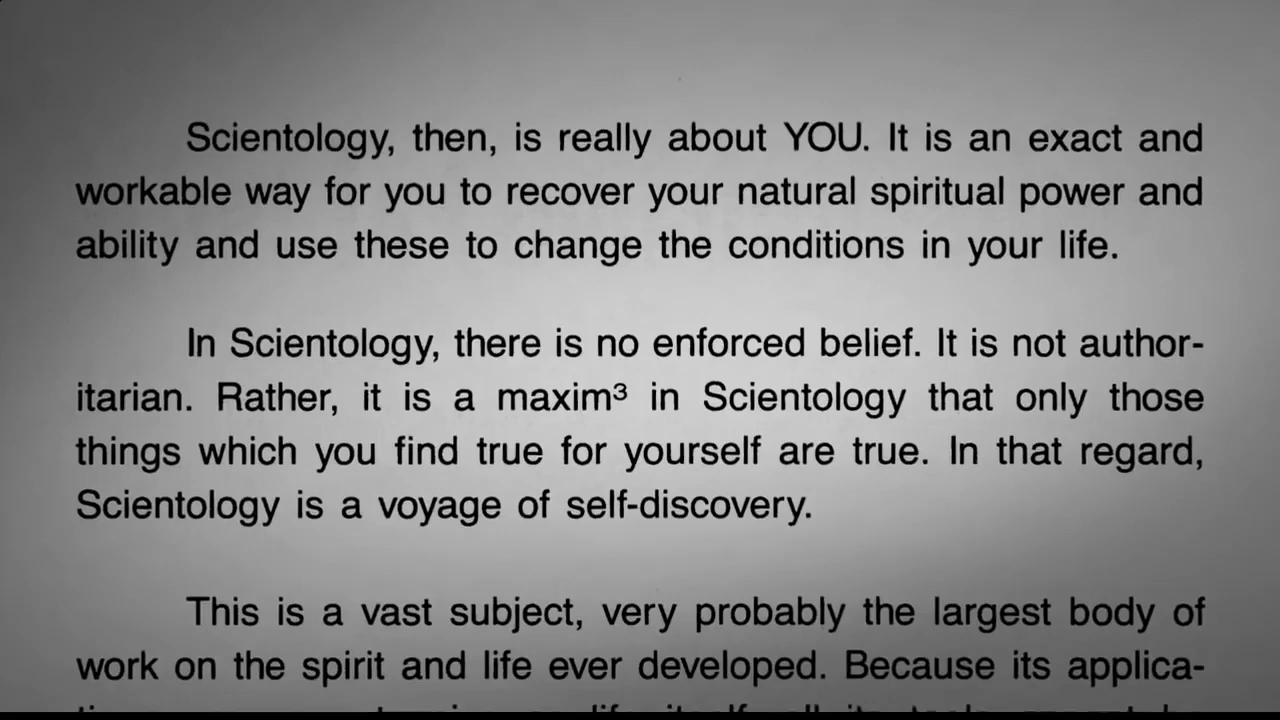 Scientology, then, is really about YOU. It is an exact and
workable way for you to recover your natural spiritual power and
ability and use these to change the conditions in your life.
In Scientology, there is no enforced belief. It is not author-
itarian. Rather, it is a maxim³ in Scientology that only those
things which you find true for yourself are true. In that regard,
Scientology is a voyage of self-discovery.
This is a vast subject, very probably the largest body of
work on the spirit and life ever developed. Because its applica-